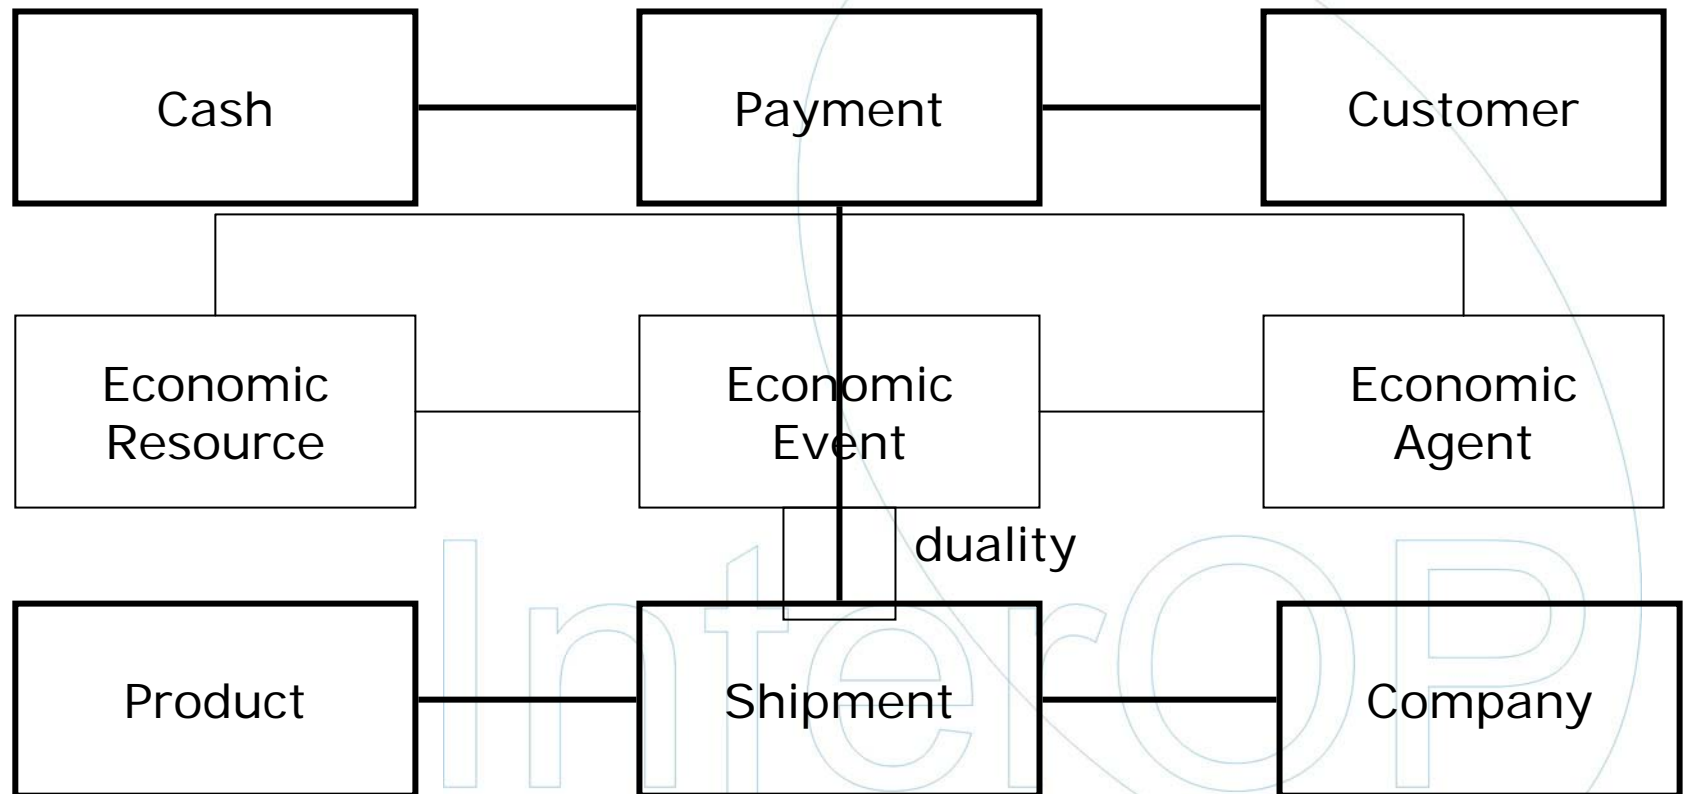 Cash
Payment
Customer
Economic
Resource
Economic
Event
Economic
Agent
duality
Product
Shipment
Company
InterOP